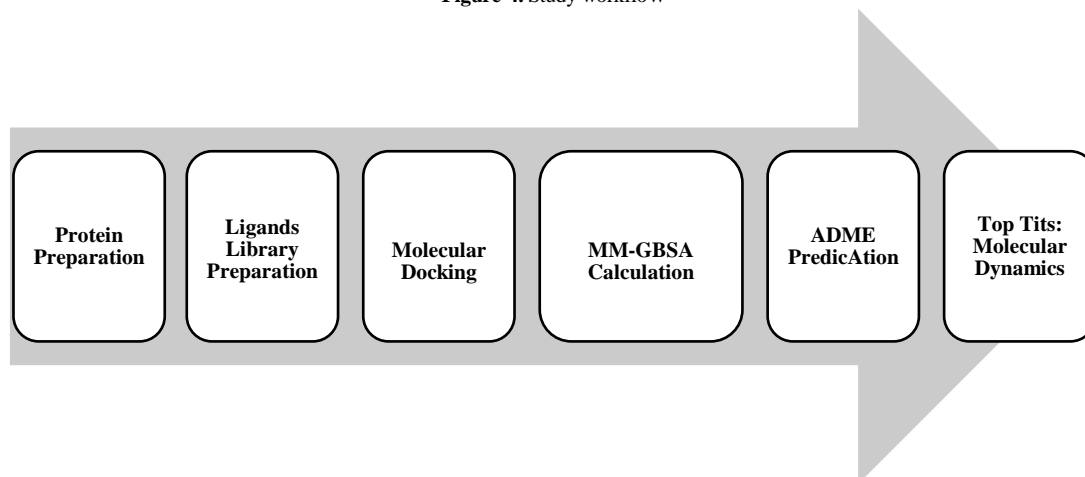 Figure 4. Study workflow
Protein
Preparation
Ligands
Library
Preparation
Molecular
Docking
MM-GBSA
Calculation
ADME
PredicAtion
Top Tits:
Molecular
Dynamics